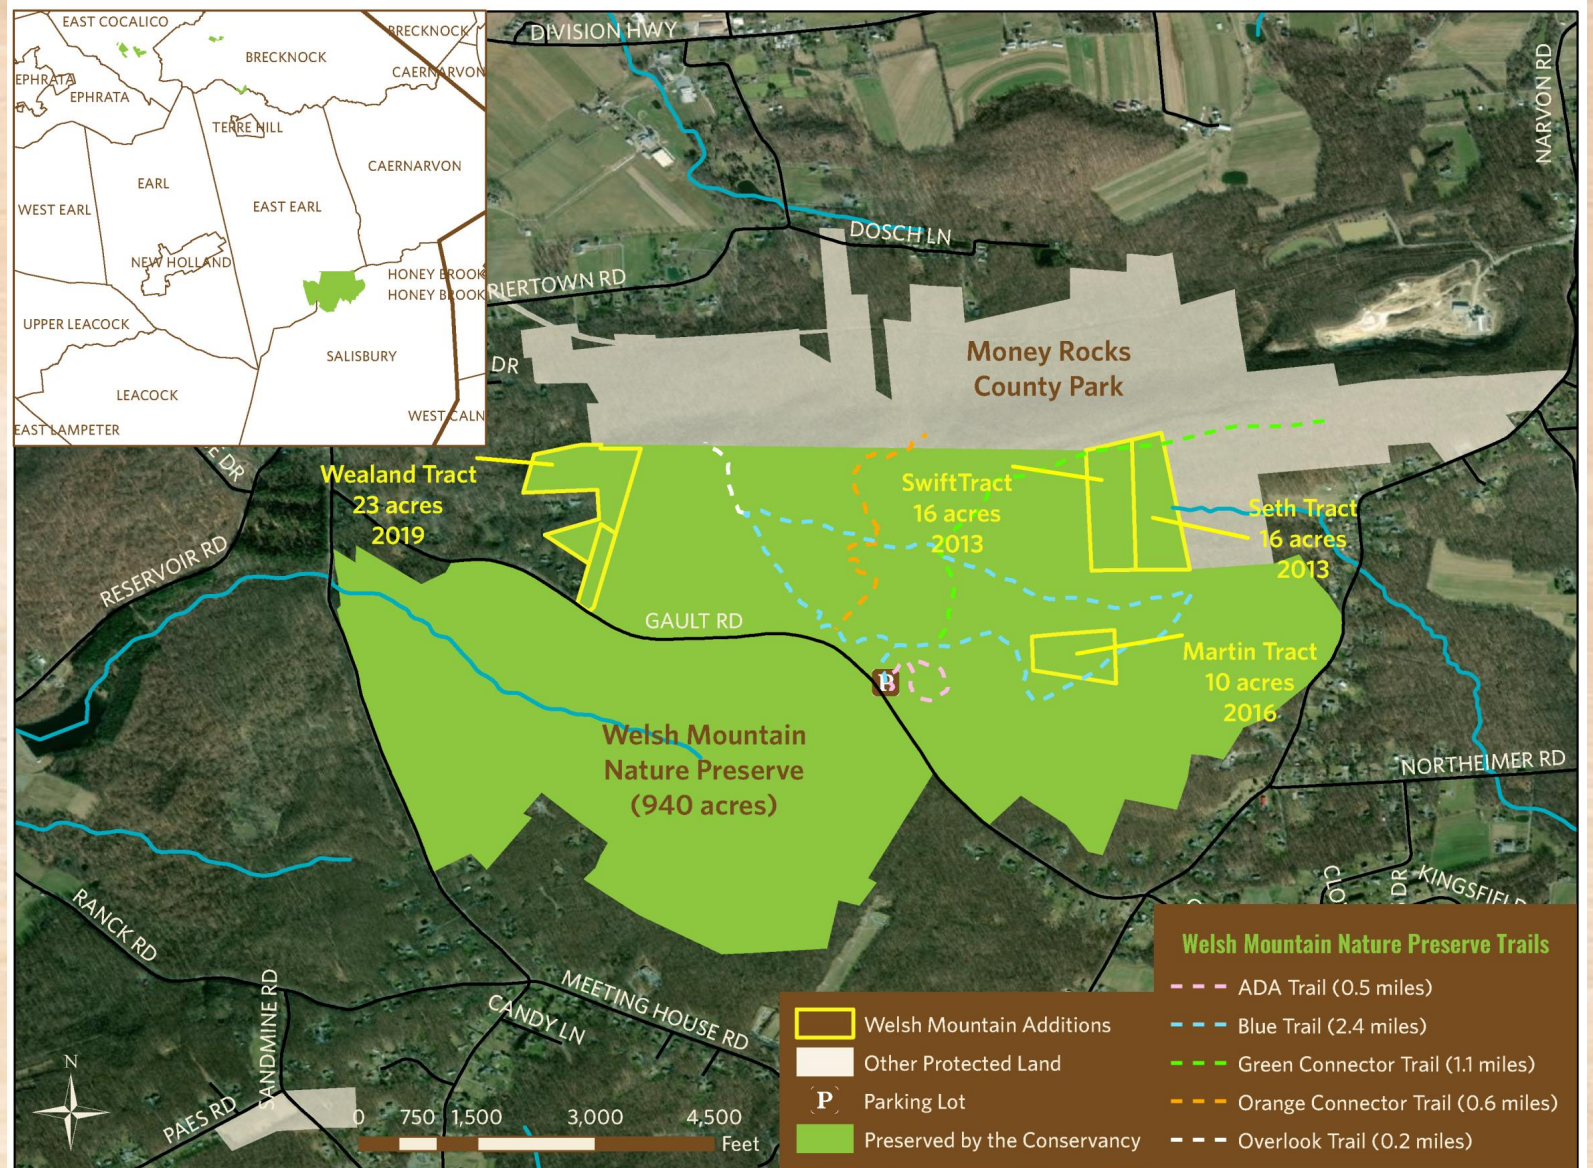 EAST COCALICO
BRECKNOCK
BRECKNOCK
CAERNARVON
EPHRATA
EPHRATA
TERRE HILL
CAERNARVON
EARL
WEST EARL
EAST EARL
NEW HOLLAND
HONEY BROOK
HONEY BROOK
UPPER LEACOCK
SALISBURY
LEACOCK
WEST CALN
EAST LAMPETER
DIVISION HWY
NARVON RD
DOSCH LN
RIERTOWN RD
DR
Money Rocks
County Park
E DR
Wealand Tract
23 acres
2019
Swift Tract
16 acres
2013
Seth Tract
16 acres
2013
RESERVOIR RD
GAULT RD
Martin Tract
10 acres
2016
P
Welsh Mountain
Nature Preserve
(940 acres)
NORTHEIMER RD
CLO
DR
KINGSFIELD
RANCK RD
SANDMINE RD
MEETING HOUSE RD
CANDY LN
PAES RD
N
0 750 1,500 3,000 4,500
Feet
Welsh Mountain Additions
Other Protected Land
P Parking Lot
Preserved by the Conservancy
Welsh Mountain Nature Preserve Trails
ADA Trail (0.5 miles)
Blue Trail (2.4 miles)
Green Connector Trail (1.1 miles)
Orange Connector Trail (0.6 miles)
Overlook Trail (0.2 miles)